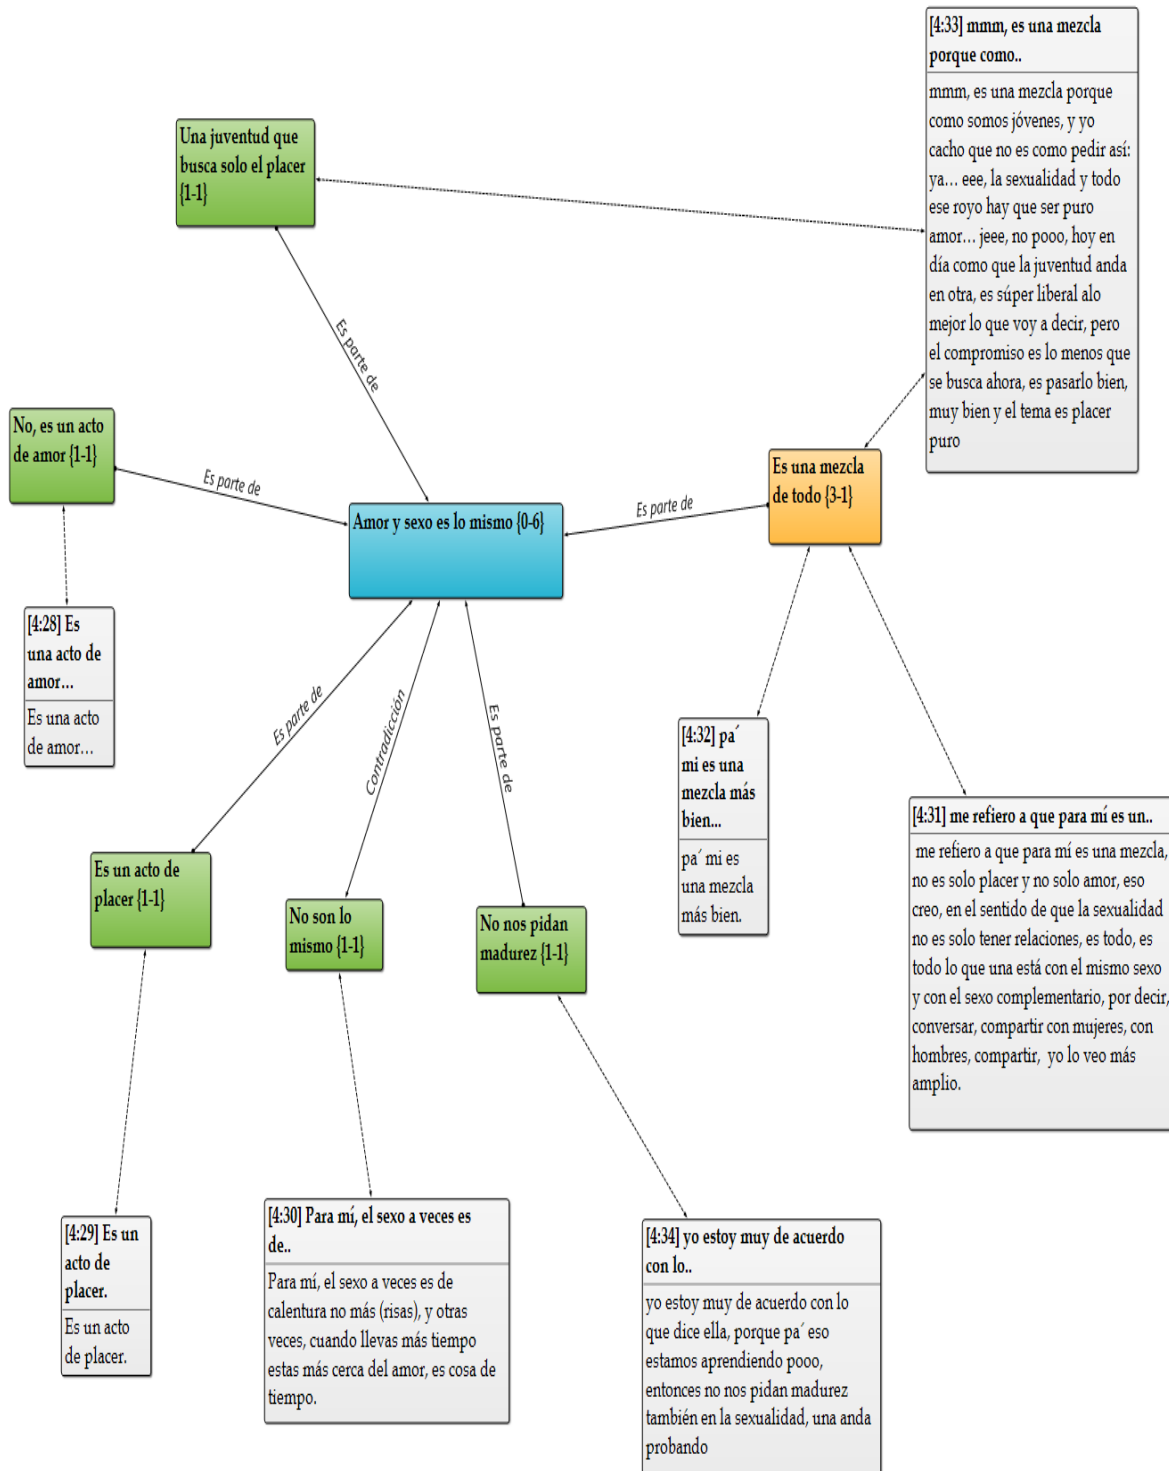 [4:33] mmm, es una mezcla
porque como..
mmm, es una mezcla porque
como somos jóvenes, y yo
cacho que no es como pedir así:
ya... eee, la sexualidad y todo
ese royo hay que ser puro
amor... jeee, no pooo, hoy en
día como que la juventud anda
en otra, es súper liberal alo
mejor lo que voy a decir, pero
el compromiso es lo menos que
se busca ahora, es pasarlo bien,
muy bien y el tema es placer
puro
Una juventud que
busca solo el placer
{1-1}
Es parte de
No, es un acto
de amor {1-1}
Es parte de
Amor y sexo es lo mismo {0-6}
Es parte de
Es una mezcla
de todo {3-1}
[4:28] Es
una acto de
amor...
Es una acto
de amor...
Es parte de
Contradicción
Es parte de
[4:32] pa´
mi es una
mezcla más
bien...
pa´ mi es
una mezcla
más bien.
[4:31] me refiero a que para mí es un..
me refiero a que para mí es una mezcla,
no es solo placer y no solo amor, eso
creo, en el sentido de que la sexualidad
no es solo tener relaciones, es todo, es
todo lo que una está con el mismo sexo
y con el sexo complementario, por decir,
conversar, compartir con mujeres, con
hombres, compartir, yo lo veo más
amplio.
Es un acto de
placer {1-1}
No son lo
mismo {1-1}
No nos pidan
madurez {1-1}
[4:29] Es un
acto de
placer.
Es un acto
de placer.
[4:30] Para mí, el sexo a veces es
de..
Para mí, el sexo a veces es de
calentura no más (risas), y otras
veces, cuando llevas más tiempo
estas más cerca del amor, es cosa de
tiempo.
[4:34] yo estoy muy de acuerdo
con lo..
yo estoy muy de acuerdo con lo
que dice ella, porque pa´ eso
estamos aprendiendo pooo,
entonces no nos pidan madurez
también en la sexualidad, una anda
probando